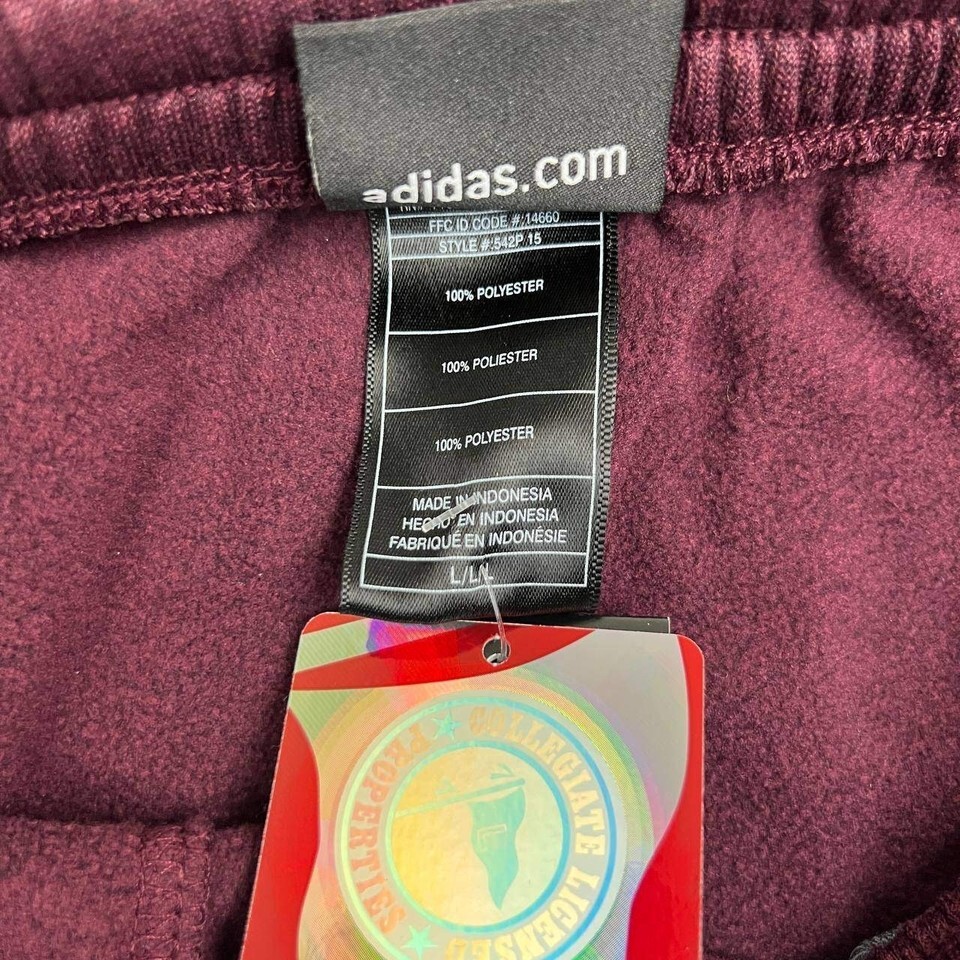 adidas.com
FFC ID CODE #:14660
STYLE #:542P 15
100% POLYESTER
100% POLIESTER
100% POLYESTER
MADE IN INDONESIA
HECHO EN INDONESIA
FABRIQUÉ EN INDONÉSIE
L/L/L
COLLEGIATE LICENSED
PROPERTIES